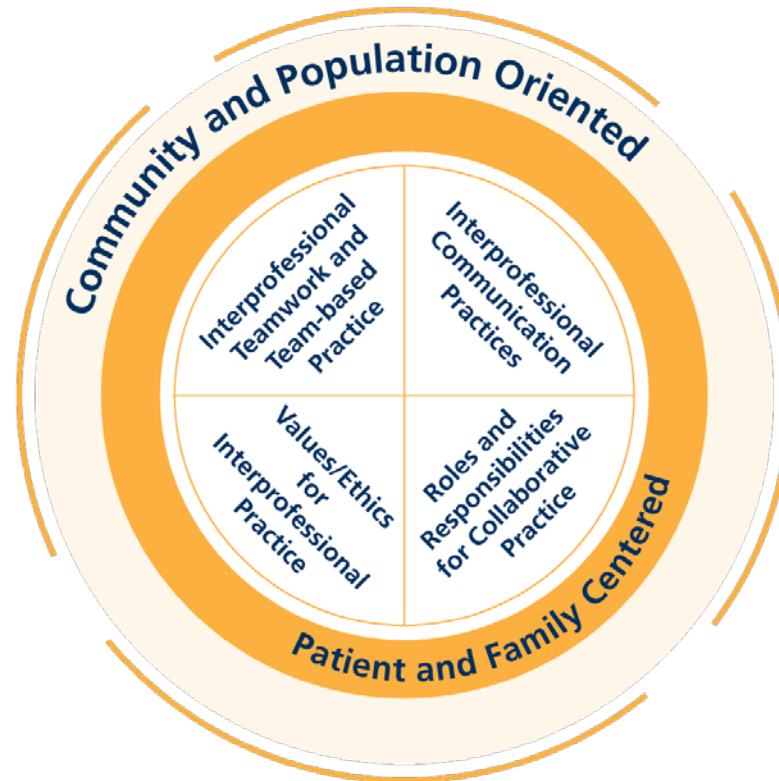 Community and Population Oriented
Interprofessional
Teamwork and
Team-based
Practice
Interprofessional
Communication
Practices
Values/Ethics
for
Interprofessional
Practice
Roles and
Responsibilities
for Collaborative
Practice
Patient and Family Centered